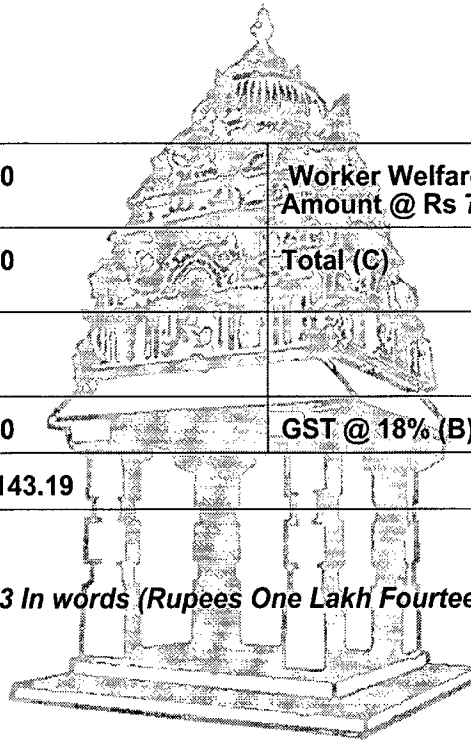 0 Worker Welfare
Amount @ Rs 7
0 Total (C)
0 GST @ 18% (B)
143.19
3 In words (Rupees One Lakh Fourtee